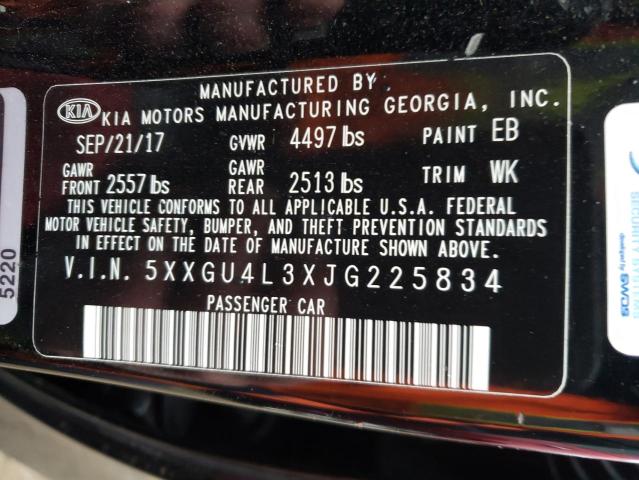 MANUFACTURED BY
KIA KIA MOTORS MANUFACTURING GEORGIA, INC.
SEP/21/17 GVWR 4497 lbs PAINT EB
GAWR GAWR
FRONT 2557 lbs REAR 2513 lbs TRIM WK
THIS VEHICLE CONFORMS TO ALL APPLICABLE U.S.A. FEDERAL
MOTOR VEHICLE SAFETY, BUMPER, AND THEFT PREVENTION STANDARDS
IN EFFECT ON THE DATE OF MANUFACTURE SHOWN ABOVE.
V.I.N. 5XXGU4L3XJG225834
PASSENGER CAR
5220